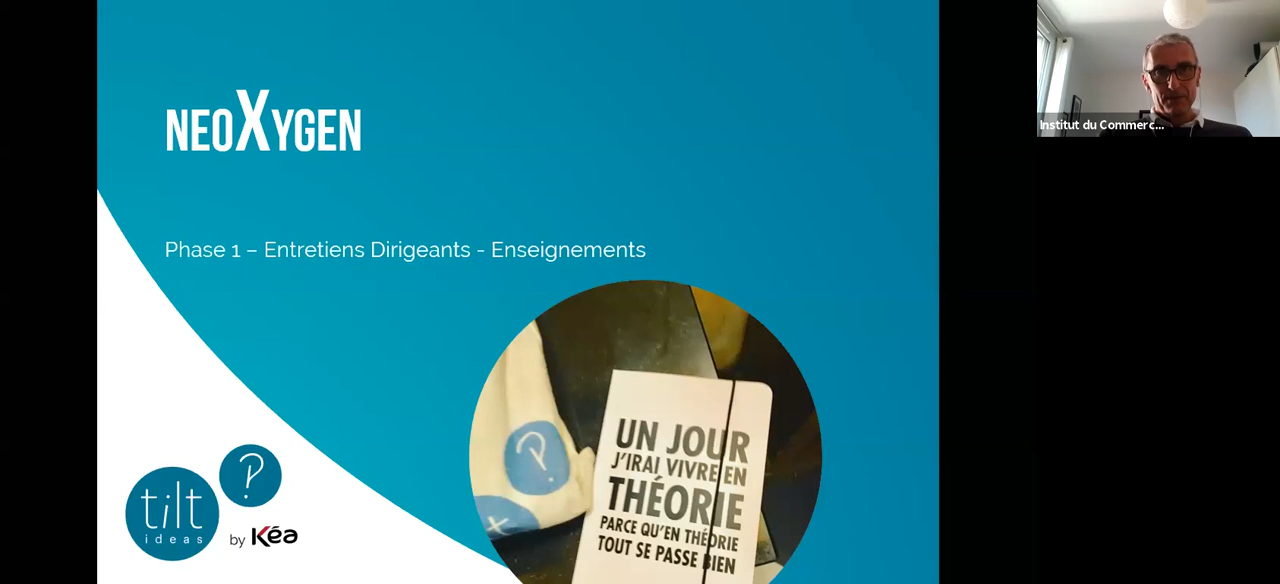 NEOXYGEN
Institut du Commerc...
Phase 1 – Entretiens Dirigeants - Enseignements
UN JOUR
J'IRAI VIVRE EN
THÉORIE
PARCE QU'EN THÉORIE
TOUT SE PASSE BIEN
?
?
tilt
ideas
by Kéa